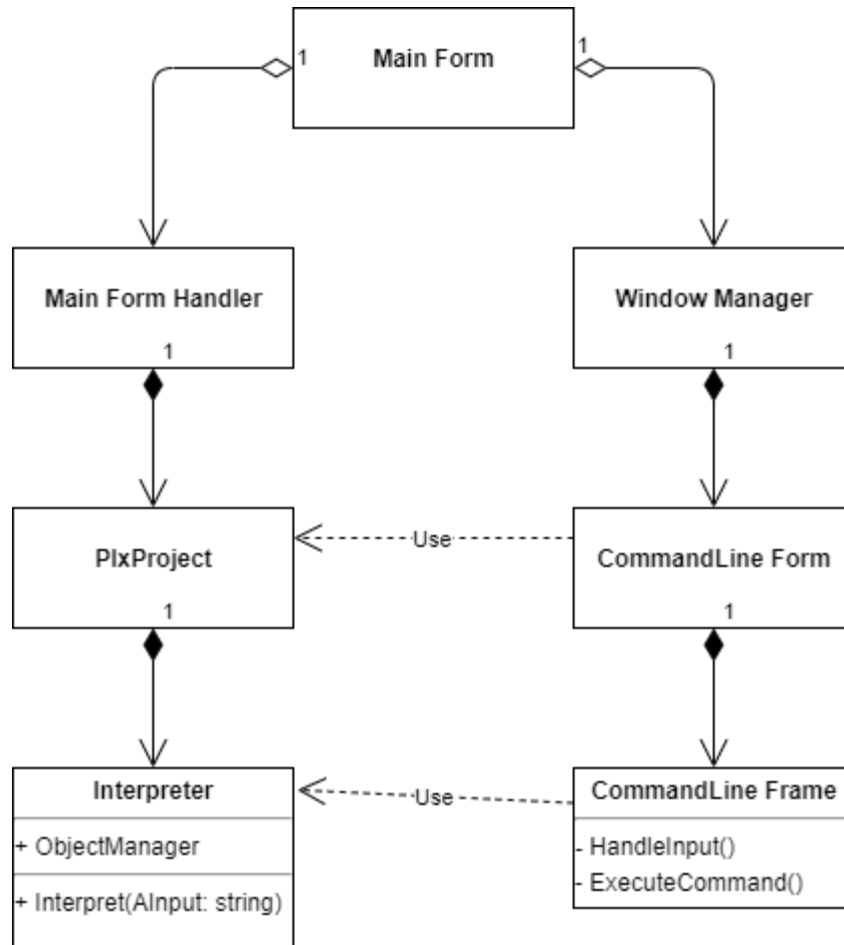 Main Form
1
1
Main Form Handler
1
Window Manager
1
PlxProject
1
Use
CommandLine Form
1
Interpreter
+ ObjectManager
+ Interpret(AInput: string)
Use
CommandLine Frame
- HandleInput()
- ExecuteCommand()